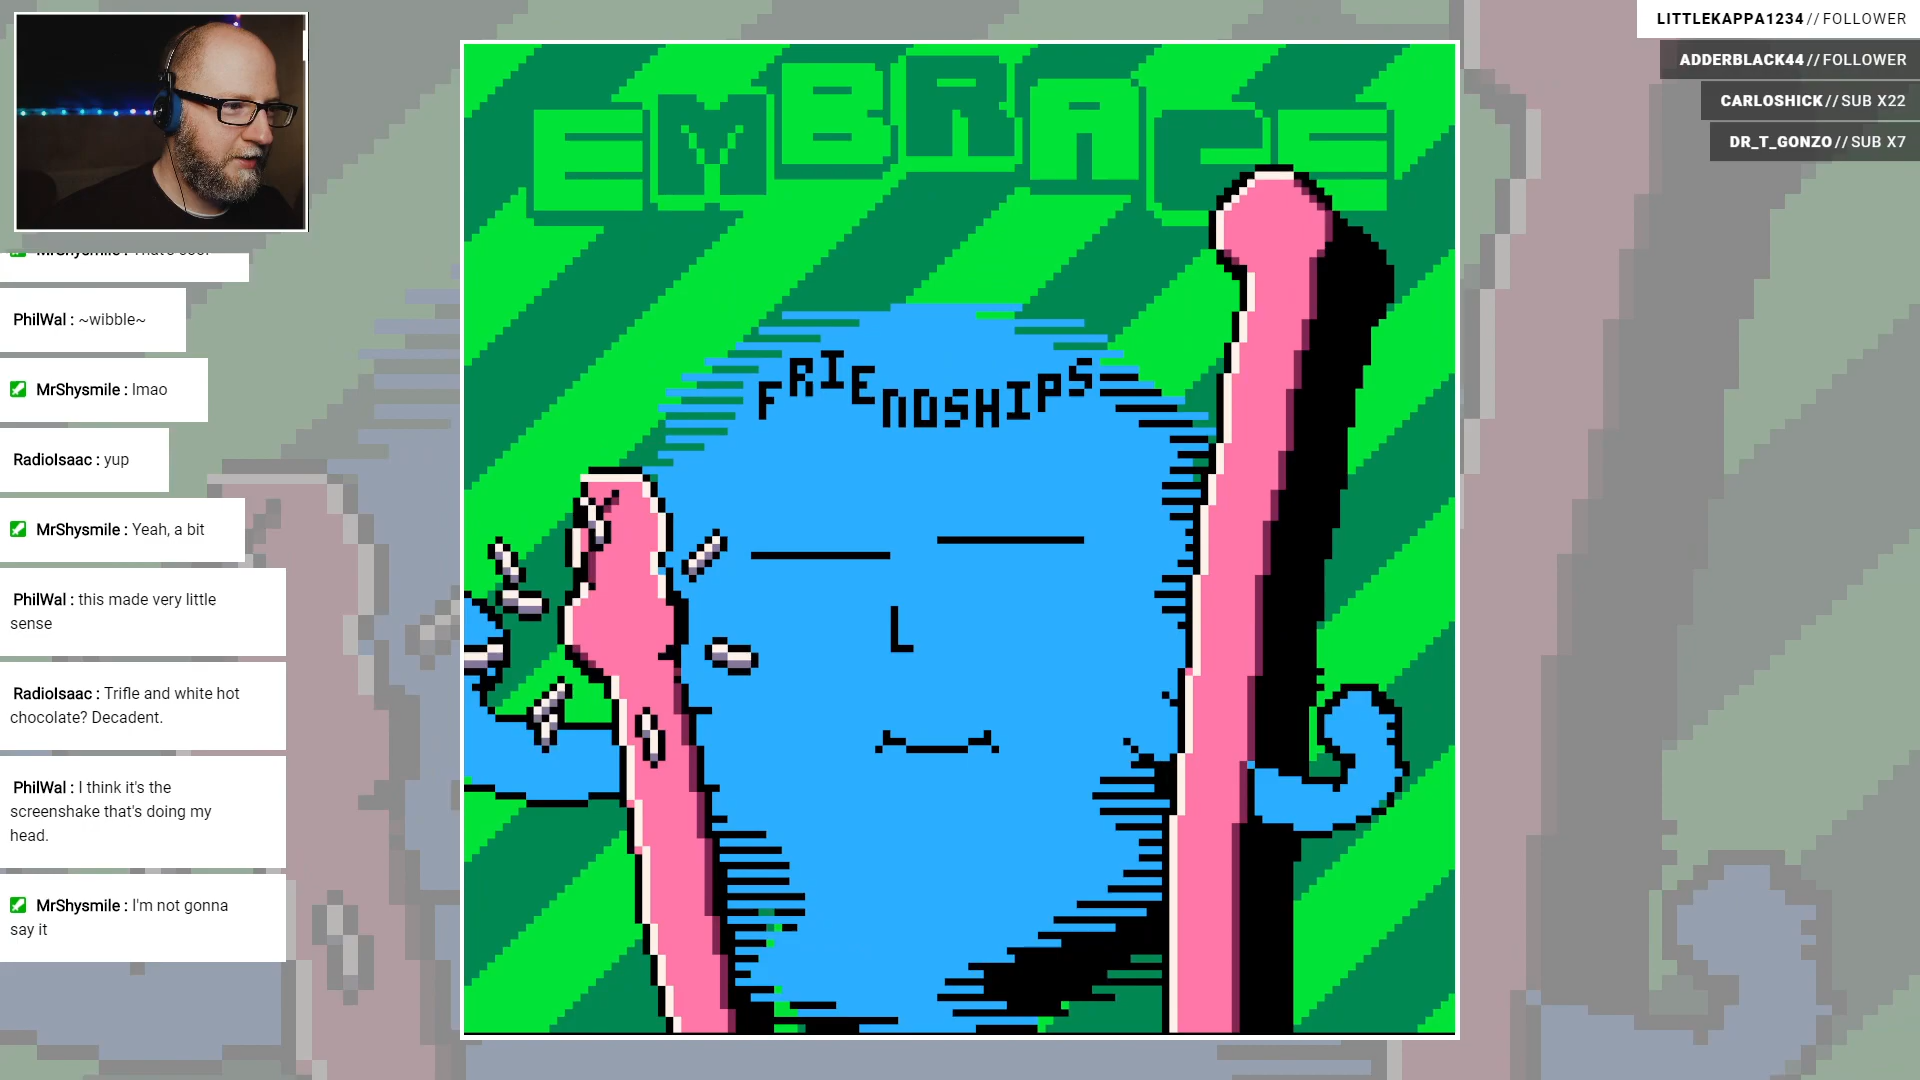 LITTLEKAPPA1234 // FOLLOWER
ADDERBLACK44 // FOLLOWER
CARLOSHICK // SUB X22
DR_T_GONZO // SUB X7
EMBRACE
FRIENDSHIPS
PhilWal : ~wibble~
MrShysmile : lmao
RadioIsaac : yup
MrShysmile : Yeah, a bit
PhilWal : this made very little
sense
RadioIsaac : Trifle and white hot
chocolate? Decadent.
PhilWal : I think it's the
screenshake that's doing my
head.
MrShysmile : I'm not gonna
say it